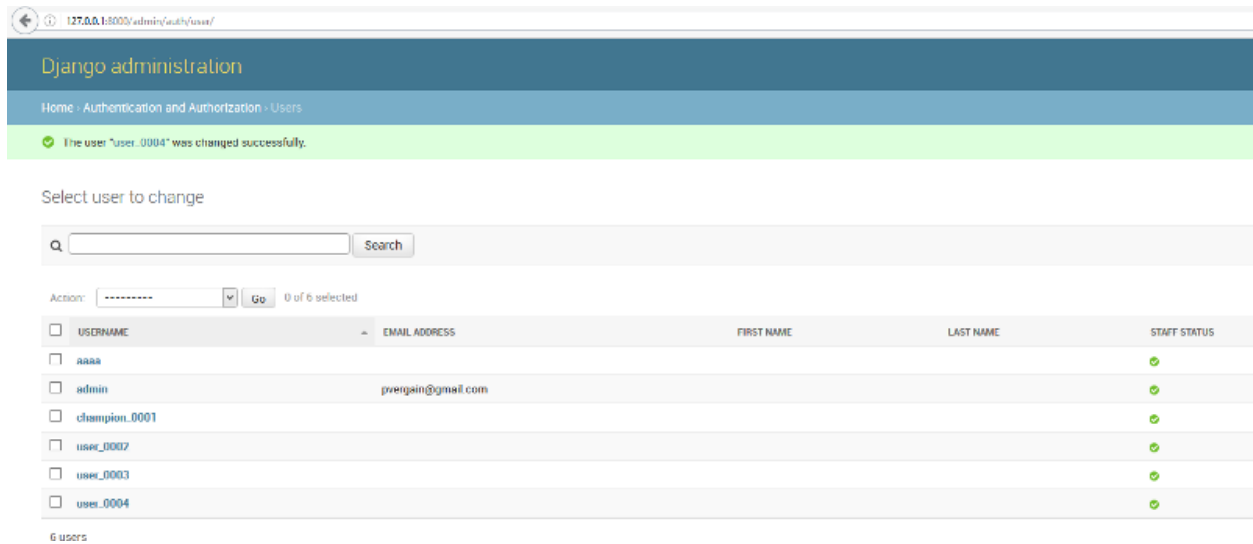 127.0.0.1:8000/admin/auth/user/
Django administration
Home › Authentication and Authorization › Users
The user "user_0004" was changed successfully.
Select user to change
Search
Action: --------- Go 0 of 6 selected
USERNAME EMAIL ADDRESS FIRST NAME LAST NAME STAFF STATUS
aaaa
admin pvergain@gmail.com
champion_0001
user_0002
user_0003
user_0004
6 users